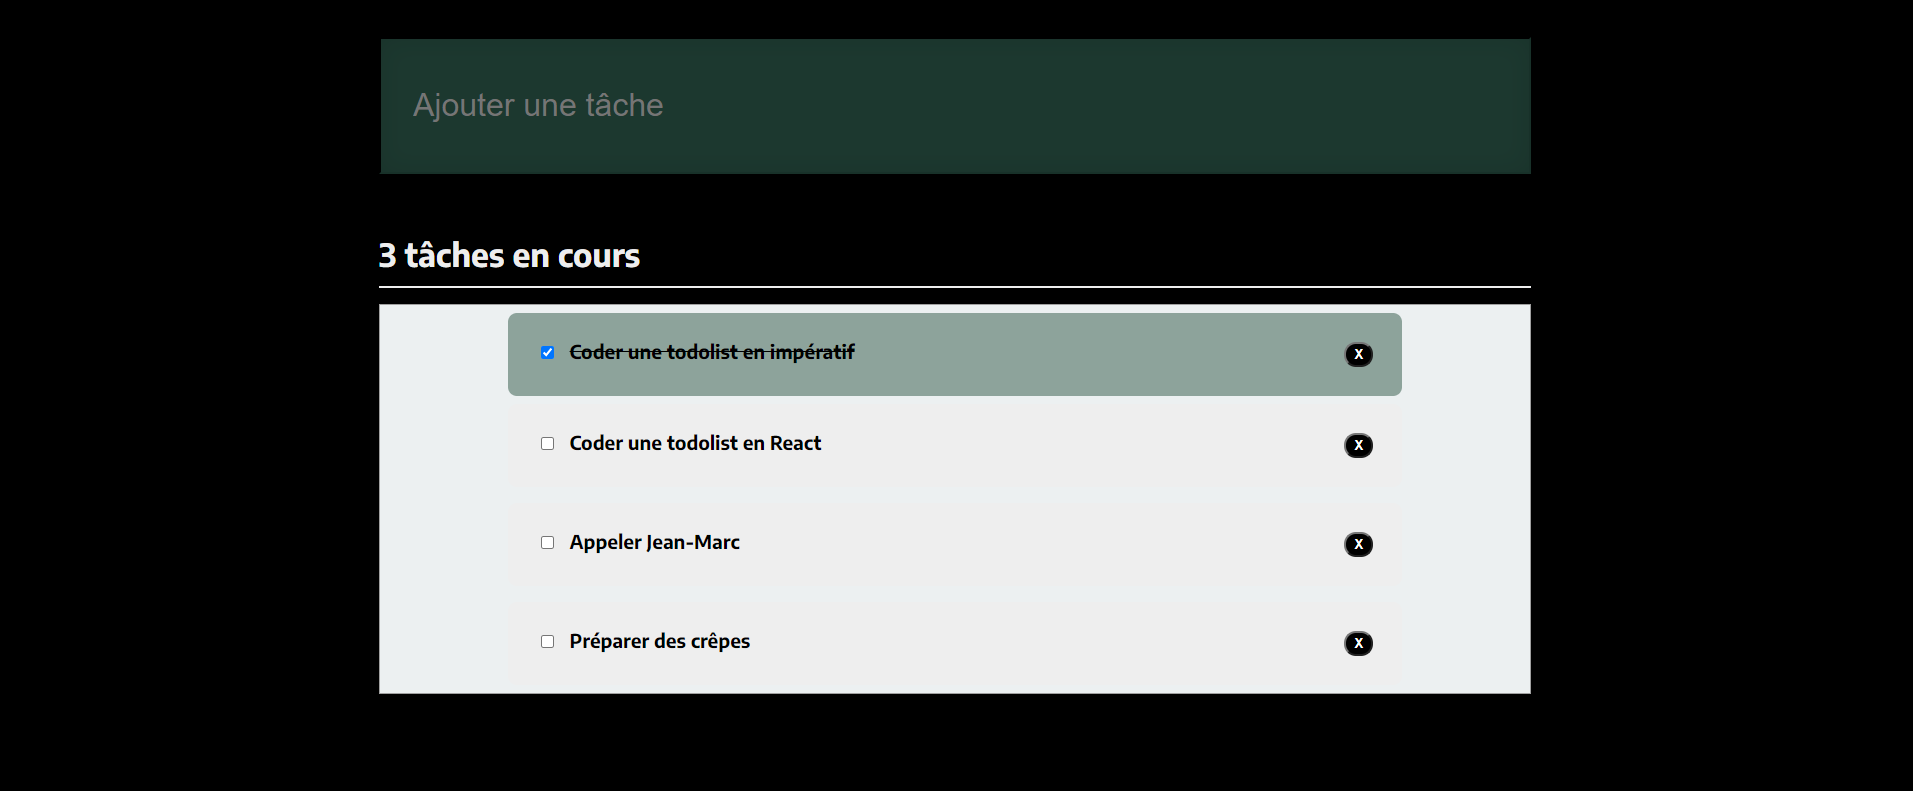 Ajouter une tâche
3 tâches en cours
Coder une todolist en impératif X
Coder une todolist en React X
Appeler Jean-Marc X
Préparer des crêpes X